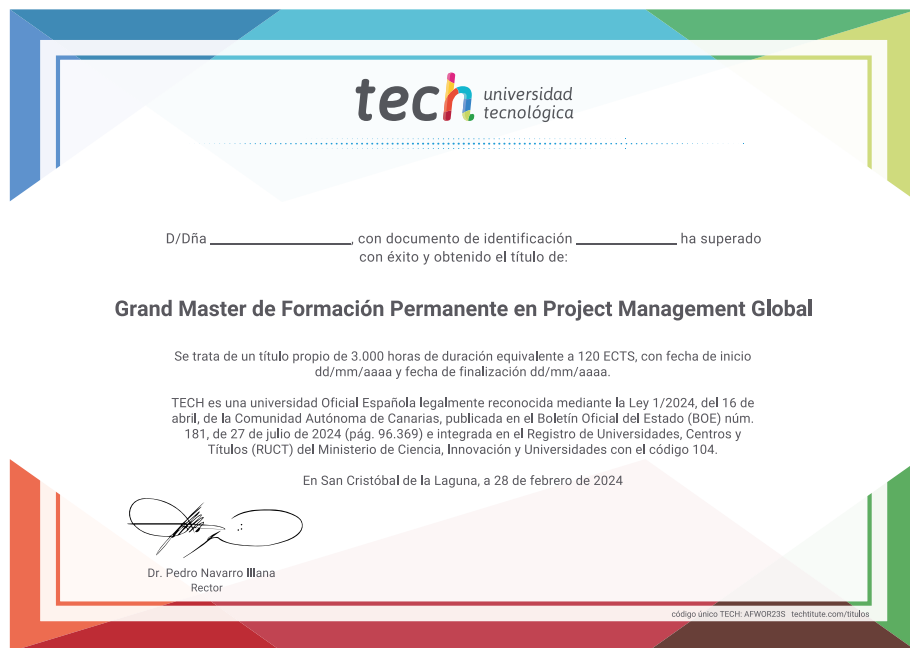 tech universidad
tecnológica
D/Dña ________________, con documento de identificación ____________ ha superado
con éxito y obtenido el título de:
Grand Master de Formación Permanente en Project Management Global
Se trata de un título propio de 3.000 horas de duración equivalente a 120 ECTS, con fecha de inicio
dd/mm/aaaa y fecha de finalización dd/mm/aaaa.
TECH es una universidad Oficial Española legalmente reconocida mediante la Ley 1/2024, del 16 de
abril, de la Comunidad Autónoma de Canarias, publicada en el Boletín Oficial del Estado (BOE) núm.
181, de 27 de julio de 2024 (pág. 96.369) e integrada en el Registro de Universidades, Centros y
Títulos (RUCT) del Ministerio de Ciencia, Innovación y Universidades con el código 104.
En San Cristóbal de la Laguna, a 28 de febrero de 2024
Dr. Pedro Navarro Illana
Rector
código único TECH: AFWOR23S techtitute.com/titulos